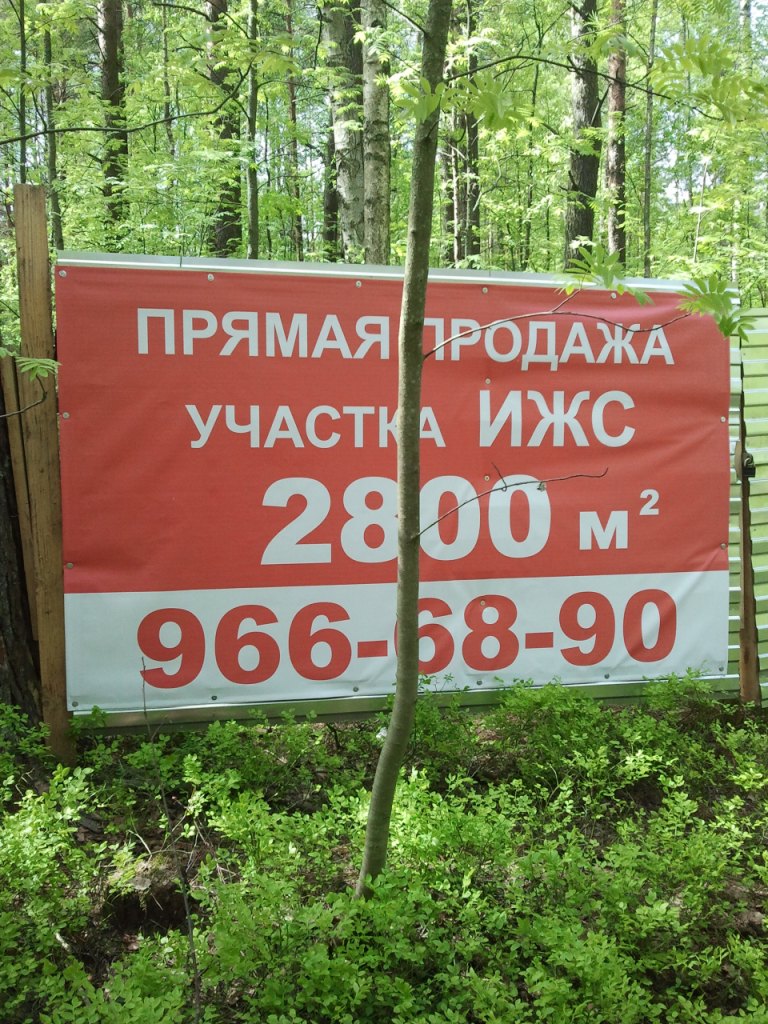 ПРЯМАЯ ПРОДАЖА
УЧАСТКА ИЖС
2800 м²
966-68-90